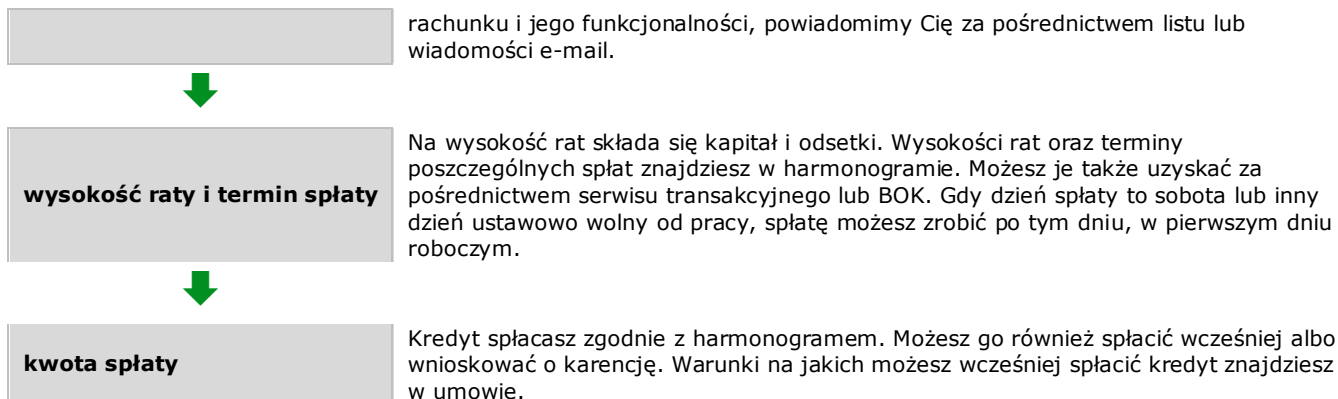 rachunku i jego funkcjonalności, powiadomimy Cię za pośrednictwem listu lub
wiadomości e-mail.
wysokość raty i termin spłaty
Na wysokość rat składa się kapitał i odsetki. Wysokości rat oraz terminy
poszczególnych spłat znajdziesz w harmonogramie. Możesz je także uzyskać za
pośrednictwem serwisu transakcyjnego lub BOK. Gdy dzień spłaty to sobota lub inny
dzień ustawowo wolny od pracy, spłatę możesz zrobić po tym dniu, w pierwszym dniu
roboczym.
kwota spłaty
Kredyt spłacasz zgodnie z harmonogramem. Możesz go również spłacić wcześniej albo
wnioskować o karencję. Warunki na jakich możesz wcześniej spłacić kredyt znajdziesz
w umowie.